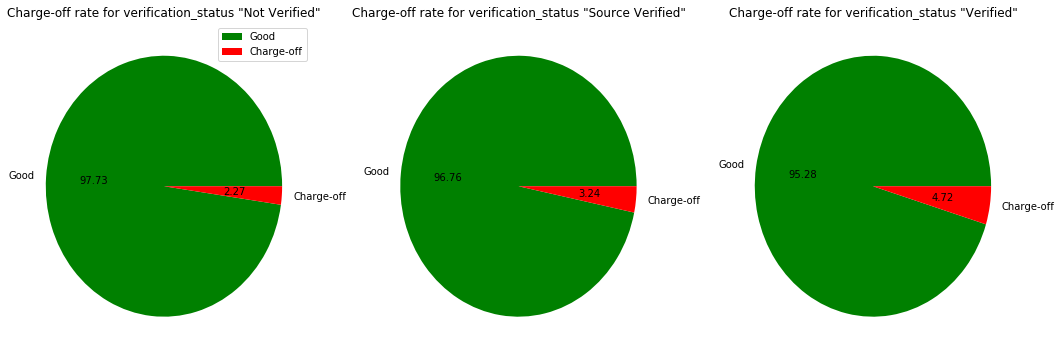 Charge-off rate for verification_status "Not Verified"
Good
Charge-off
Good
97.73
2.27
Charge-off
Charge-off rate for verification_status "Source Verified"
Good
96.76
3.24
Charge-off
Charge-off rate for verification_status "Verified"
Good
95.28
4.72
Charge-off